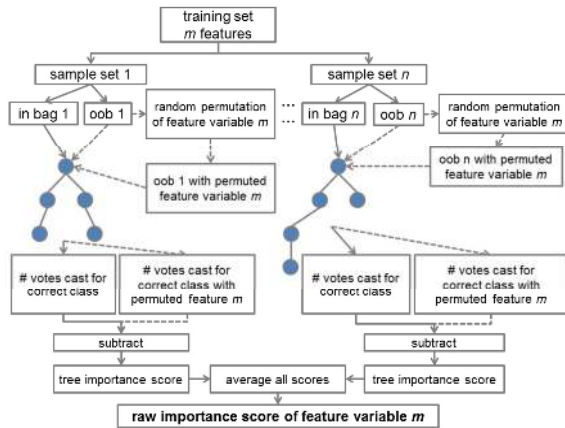 training set
m features
sample set 1
sample set n
in bag 1
oob 1
random permutation
of feature variable m
...
...
in bag n
oob n
random permutation
of feature variable m
oob 1 with permuted
feature variable m
oob n with permuted
feature variable m
# votes cast for
correct class
# votes cast for
correct class with
permuted feature m
# votes cast for
correct class
# votes cast for
correct class with
permuted feature m
subtract
subtract
tree importance score
average all scores
tree importance score
raw importance score of feature variable m